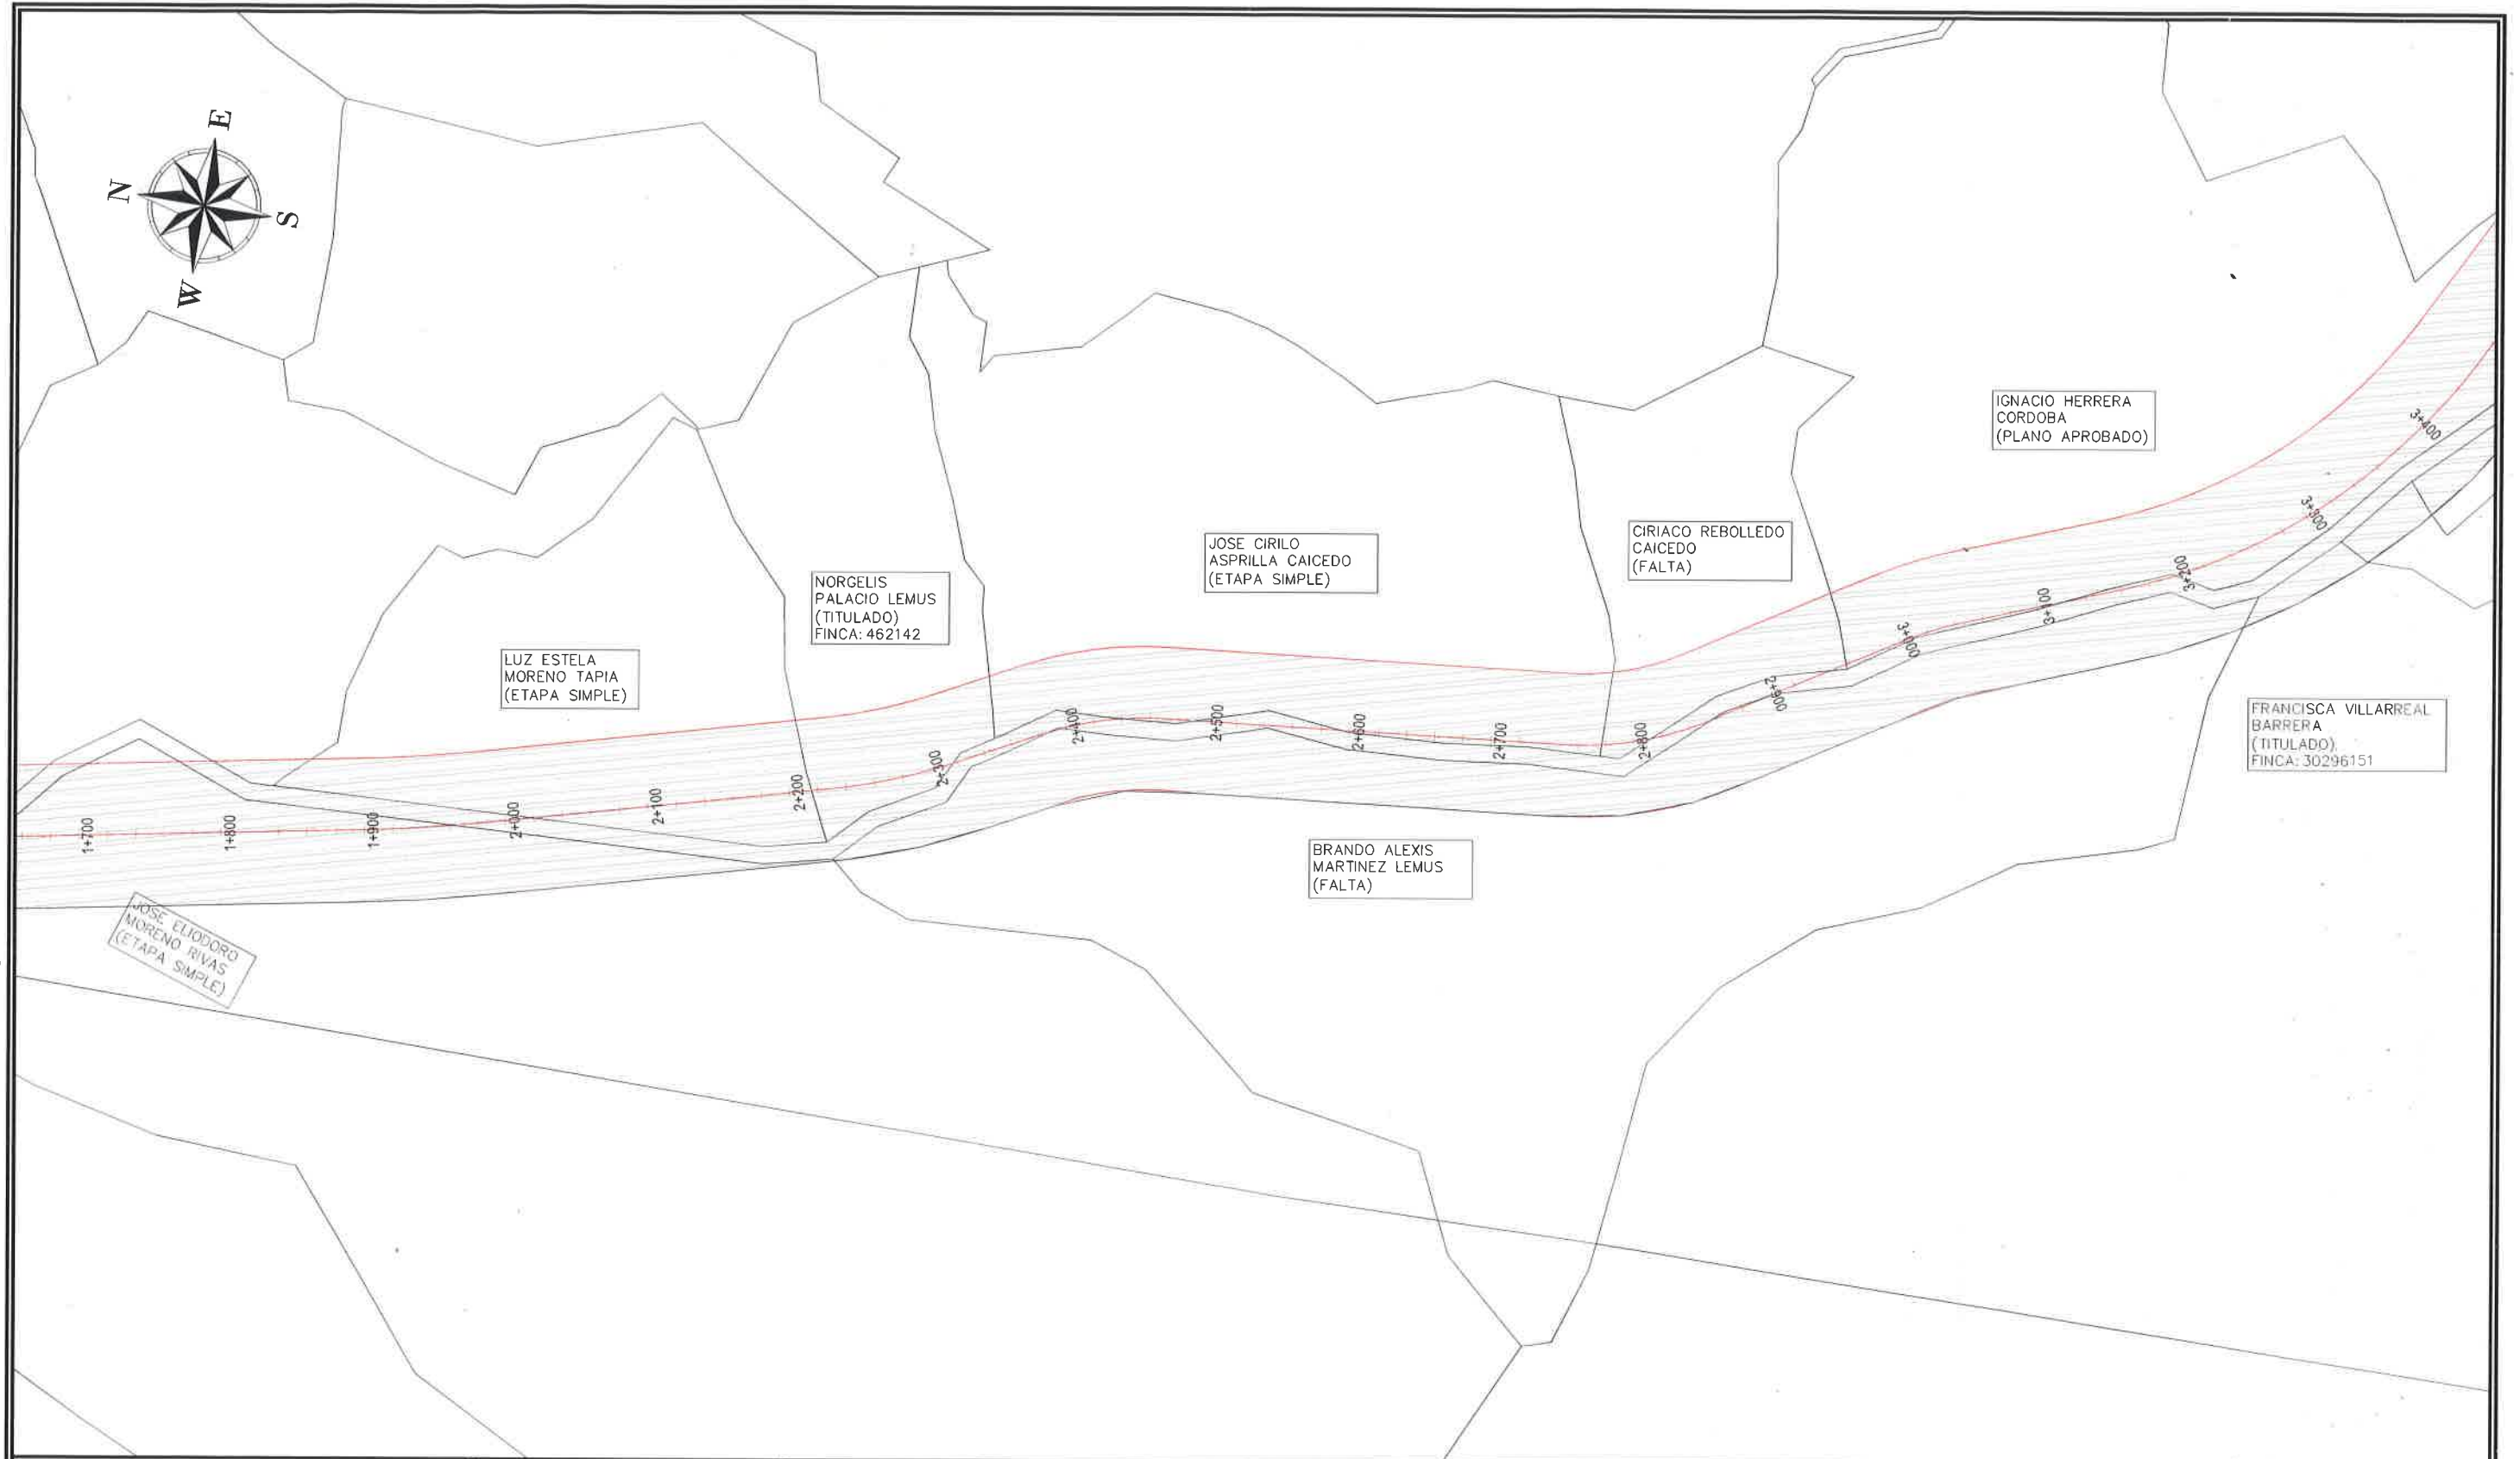 E
N
S
W
IGNACIO HERRERA
CORDOBA
(PLANO APROBADO)
CIRIACO REBOLLEDO
CAICEDO
(FALTA)
JOSE CIRILO
ASPRILLA CAICEDO
(ETAPA SIMPLE)
NORGELIS
PALACIO LEMUS
(TITULADO)
FINCA: 462142
LUZ ESTELA
MORENO TAPIA
(ETAPA SIMPLE)
1+700
1+800
1+900
2+000
2+100
2+200
2+300
2+400
2+500
2+600
2+700
2+800
2+900
3+000
3+100
3+200
3+300
3+400
FRANCISCA VILLARREAL
BARRERA
(TITULADO)
FINCA: 30296151
BRANDO ALEXIS
MARTINEZ LEMUS
(FALTA)
JOSE ELIODORO
MORENO RIVAS
(ETAPA SIMPLE)